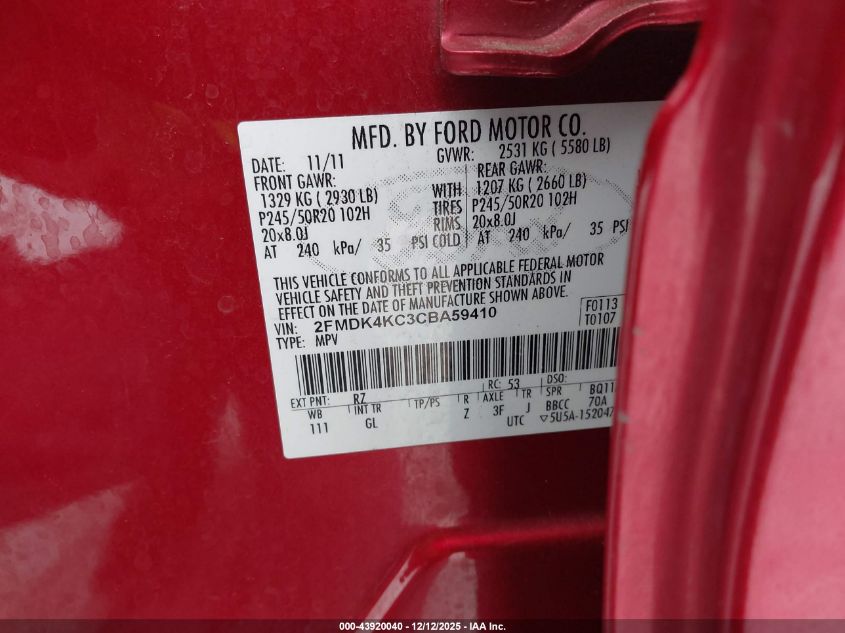 MFD. BY FORD MOTOR CO.
DATE: 11/11 GVWR: 2531 KG ( 5580 LB)
FRONT GAWR: REAR GAWR:
1329 KG ( 2930 LB) WITH 1207 KG ( 2660 LB)
P245/50R20 102H TIRES P245/50R20 102H
20x8.0J RIMS 20x8.0J
AT 240 kPa/ 35 PSI COLD AT 240 kPa/ 35 PSI
THIS VEHICLE CONFORMS TO ALL APPLICABLE FEDERAL MOTOR
VEHICLE SAFETY AND THEFT PREVENTION STANDARDS IN
EFFECT ON THE DATE OF MANUFACTURE SHOWN ABOVE.
VIN: 2FMDK4KC3CBA59410 F0113
TYPE: MPV T0107
RC: 53 DSO:
EXT PNT: RZ BQ11
WB INT TR TP/PS R AXLE TR SPR
111 GL Z 3F J BBCC 70A
UTC ▽5U5A-152047
000-43920040 - 12/12/2025 - IAA Inc.